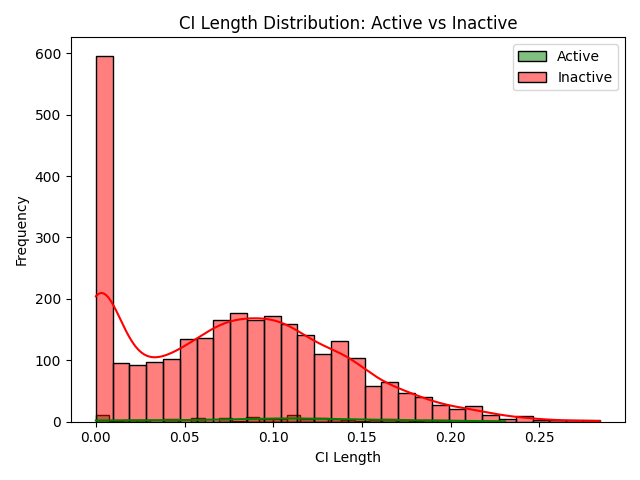 CI Length Distribution: Active vs Inactive
Active
Inactive
600
500
400
300
200
100
0
Frequency
0.00 0.05 0.10 0.15 0.20 0.25
CI Length